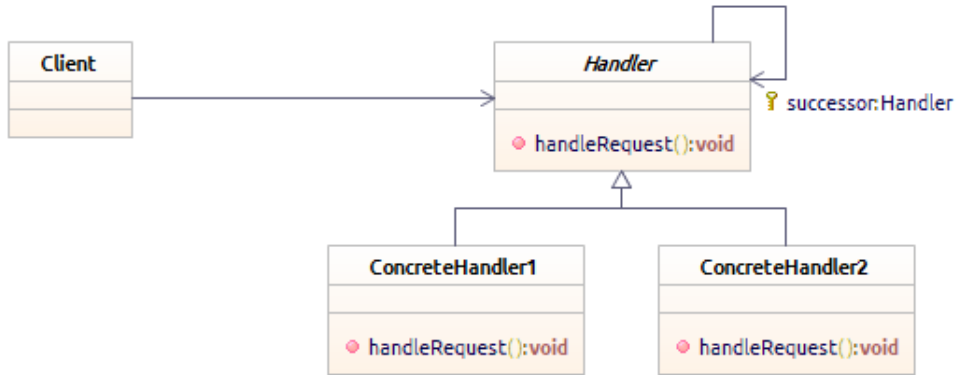 Client
Handler
successor:Handler
handleRequest():void
ConcreteHandler1
ConcreteHandler2
handleRequest():void
handleRequest():void